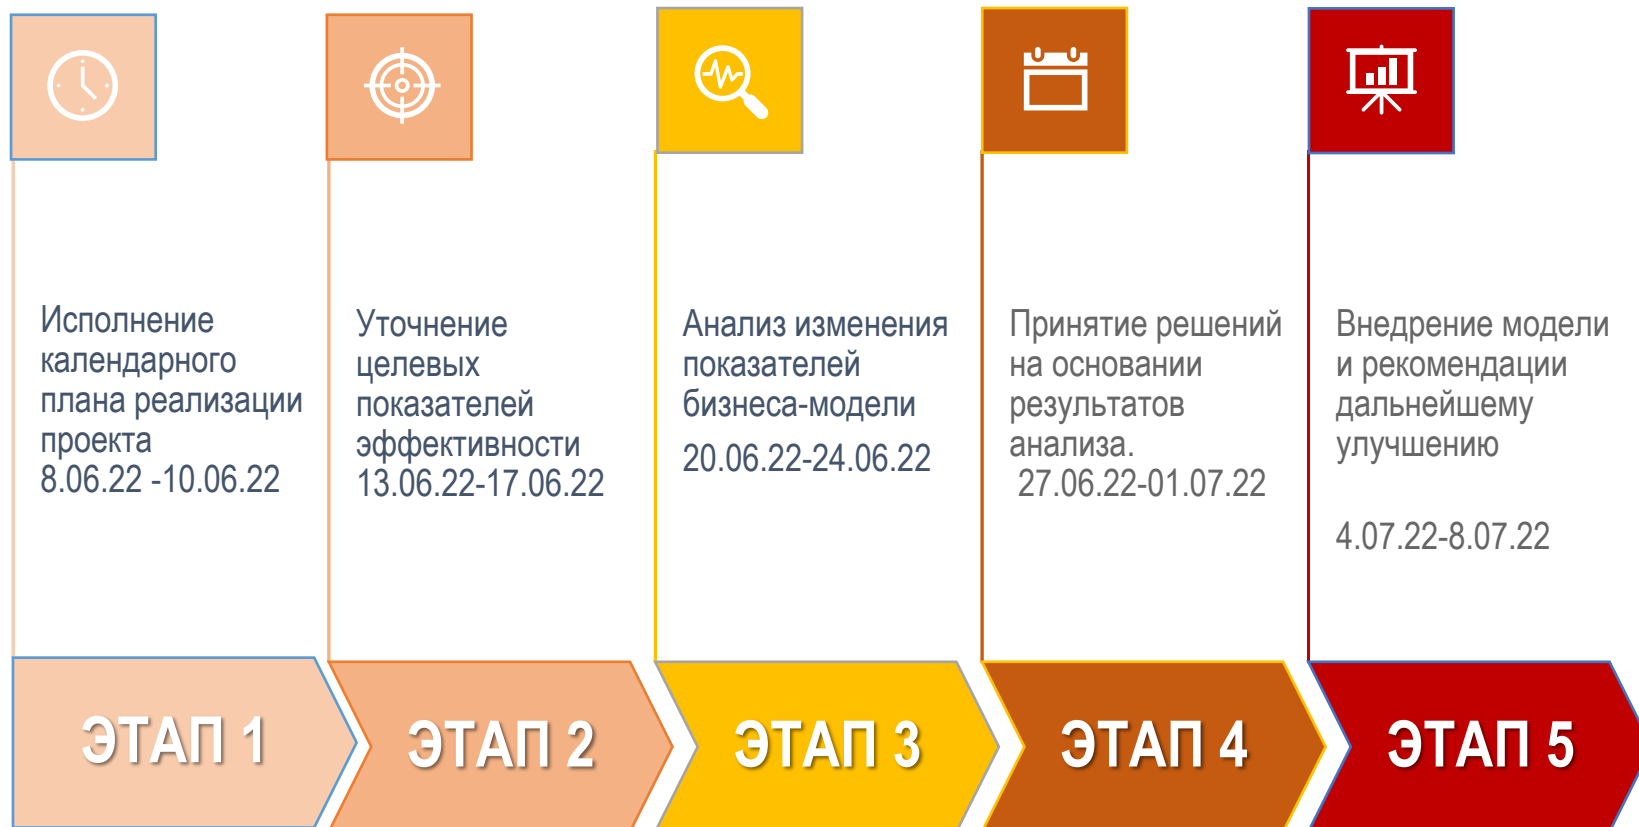 Исполнение
календарного
плана реализации
проекта
8.06.22 -10.06.22
Уточнение
целевых
показателей
эффективности
13.06.22-17.06.22
Анализ изменения
показателей
бизнеса-модели
20.06.22-24.06.22
Принятие решений
на основании
результатов
анализа.
27.06.22-01.07.22
Внедрение модели
и рекомендации
дальнейшему
улучшению
4.07.22-8.07.22
ЭТАП 1
ЭТАП 2
ЭТАП 3
ЭТАП 4
ЭТАП 5